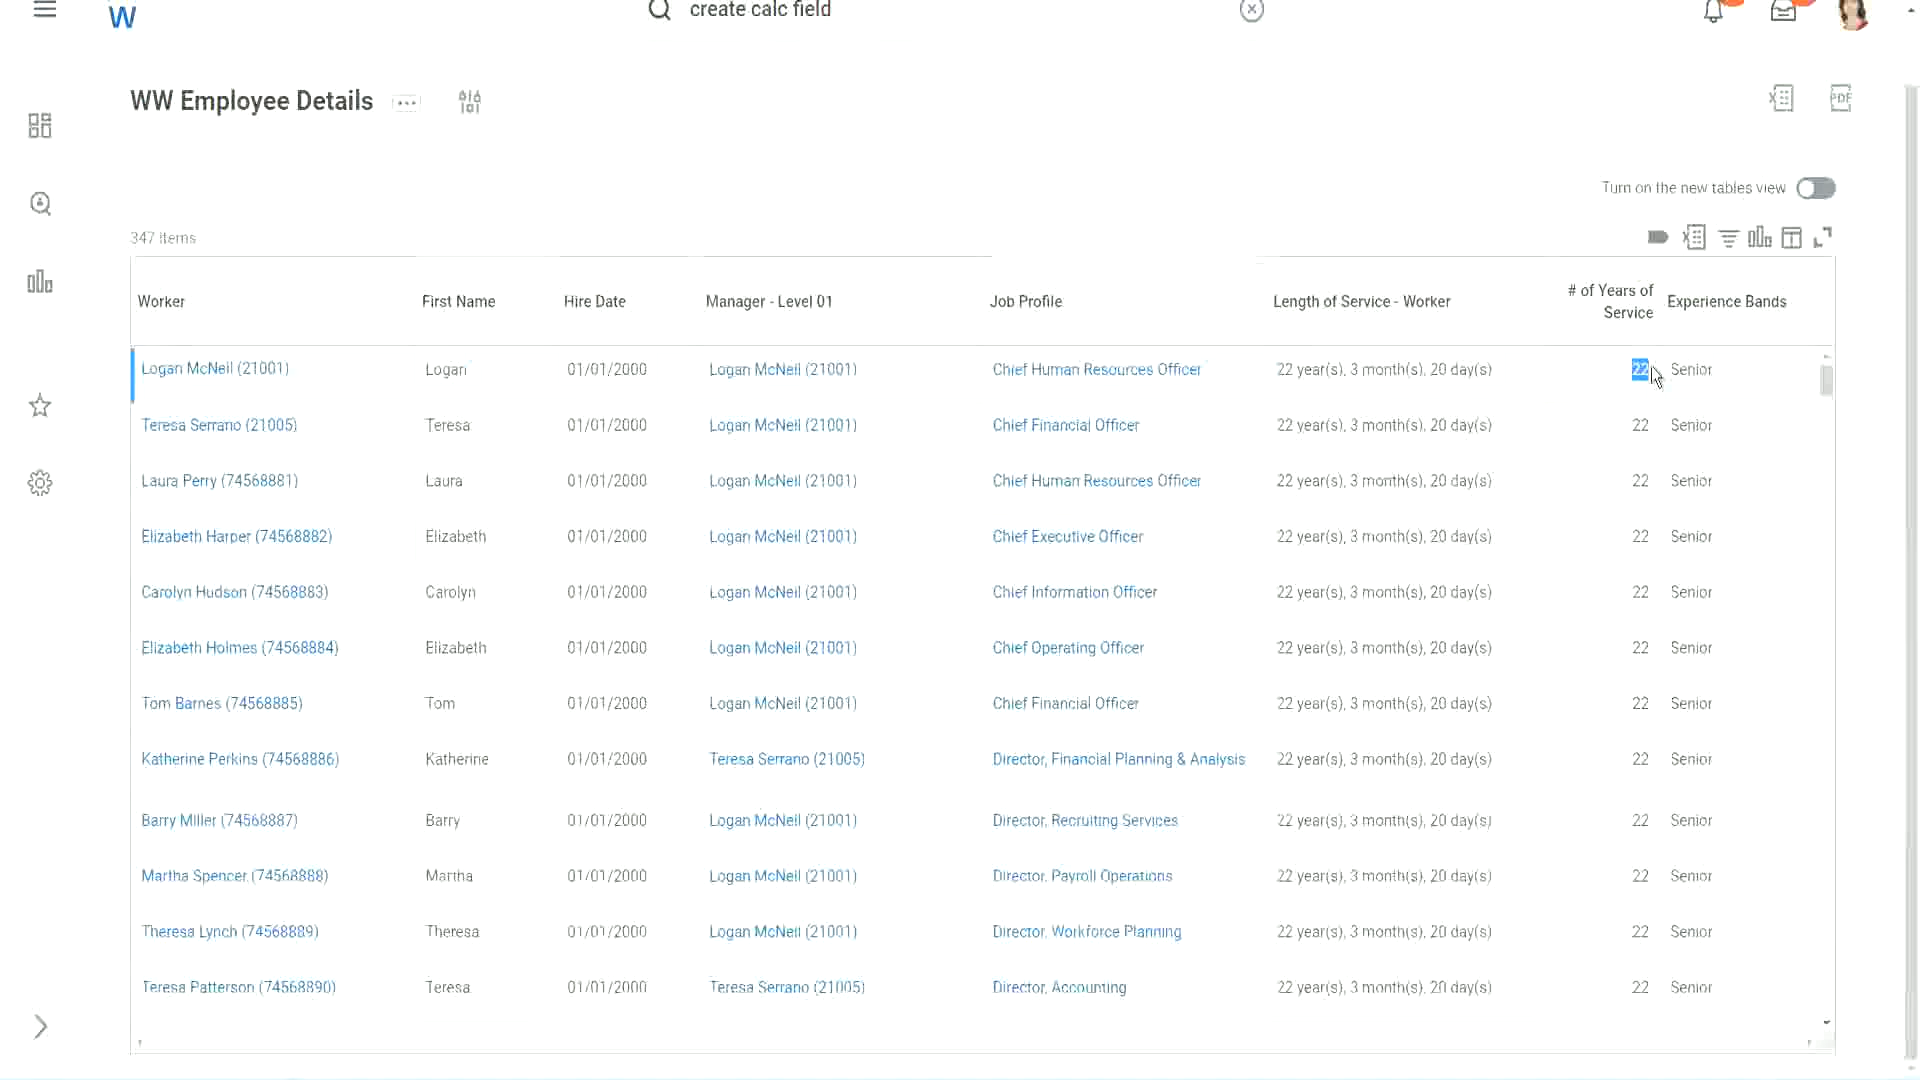 W
create calc field
WW Employee Details
PDF
Turn on the new tables view
347 items
Worker First Name Hire Date Manager - Level 01 Job Profile Length of Service - Worker # of Years of Service Experience Bands
Logan McNeil (21001) Logan 01/01/2000 Logan McNeil (21001) Chief Human Resources Officer 22 year(s), 3 month(s), 20 day(s) 22 Senior
Teresa Serrano (21005) Teresa 01/01/2000 Logan McNeil (21001) Chief Financial Officer 22 year(s), 3 month(s), 20 day(s) 22 Senior
Laura Perry (74568881) Laura 01/01/2000 Logan McNeil (21001) Chief Human Resources Officer 22 year(s), 3 month(s), 20 day(s) 22 Senior
Elizabeth Harper (74568882) Elizabeth 01/01/2000 Logan McNeil (21001) Chief Executive Officer 22 year(s), 3 month(s), 20 day(s) 22 Senior
Carolyn Hudson (74568883) Carolyn 01/01/2000 Logan McNeil (21001) Chief Information Officer 22 year(s), 3 month(s), 20 day(s) 22 Senior
Elizabeth Holmes (74568884) Elizabeth 01/01/2000 Logan McNeil (21001) Chief Operating Officer 22 year(s), 3 month(s), 20 day(s) 22 Senior
Tom Barnes (74568885) Tom 01/01/2000 Logan McNeil (21001) Chief Financial Officer 22 year(s), 3 month(s), 20 day(s) 22 Senior
Katherine Perkins (74568886) Katherine 01/01/2000 Teresa Serrano (21005) Director, Financial Planning & Analysis 22 year(s), 3 month(s), 20 day(s) 22 Senior
Barry Miller (74568887) Barry 01/01/2000 Logan McNeil (21001) Director, Recruiting Services 22 year(s), 3 month(s), 20 day(s) 22 Senior
Martha Spencer (74568888) Martha 01/01/2000 Logan McNeil (21001) Director, Payroll Operations 22 year(s), 3 month(s), 20 day(s) 22 Senior
Theresa Lynch (74568889) Theresa 01/01/2000 Logan McNeil (21001) Director, Workforce Planning 22 year(s), 3 month(s), 20 day(s) 22 Senior
Teresa Patterson (74568890) Teresa 01/01/2000 Teresa Serrano (21005) Director, Accounting 22 year(s), 3 month(s), 20 day(s) 22 Senior